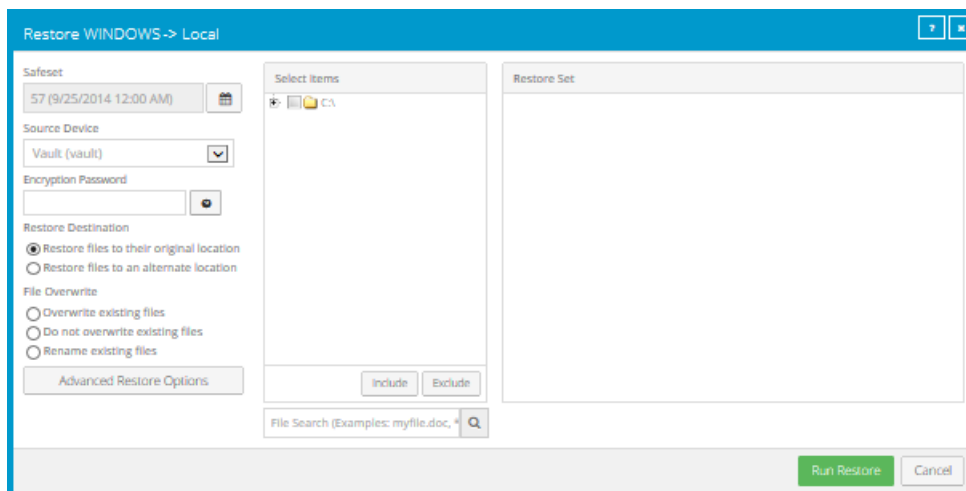 Restore WINDOWS -> Local
?
Safeset
57 (9/25/2014 12:00 AM)
Source Device
Vault (vault)
Encryption Password
Restore Destination
Restore files to their original location
Restore files to an alternate location
File Overwrite
Overwrite existing files
Do not overwrite existing files
Rename existing files
Advanced Restore Options
Select Items
C:\
Include
Exclude
File Search (Examples: myfile.doc, *
Restore Set
Run Restore
Cancel